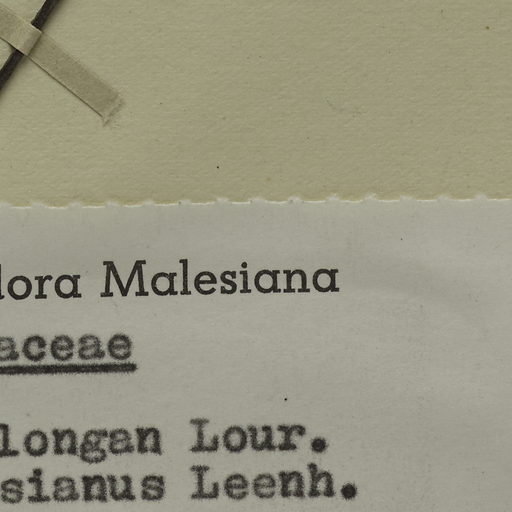 lora Malesiana
aceae
longan Lour.
sianus Leenh.